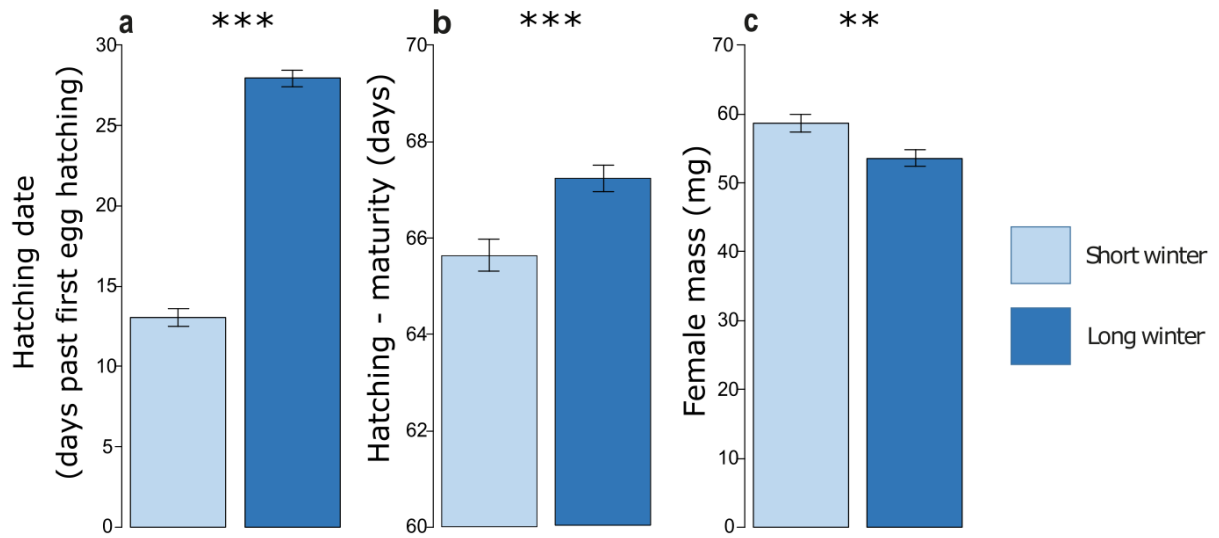 a ***
b ***
c **
Hatching date
(days past first egg hatching)
30
25
20
15
10
5
0
Hatching - maturity (days)
70
68
66
64
62
60
Female mass (mg)
70
60
50
40
30
20
10
0
Short winter
Long winter